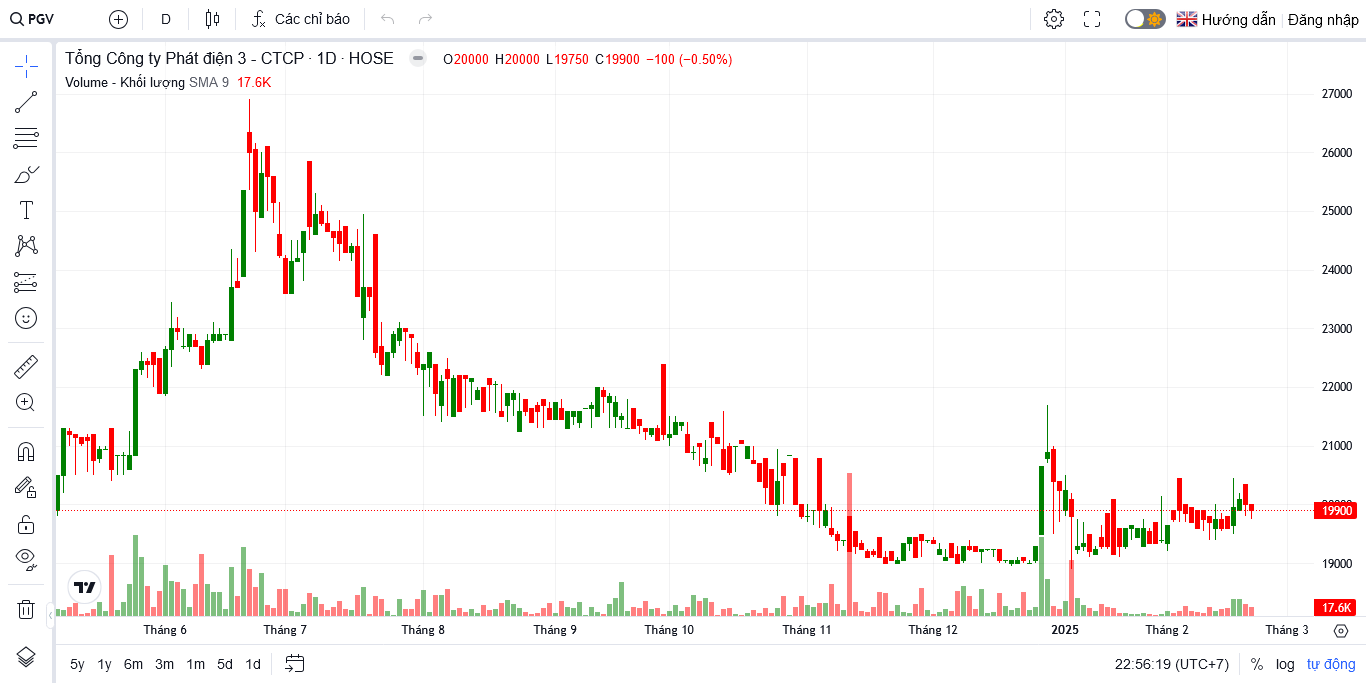 PGV D Các chỉ báo Hướng dẫn Đăng nhập
Tổng Công ty Phát điện 3 - CTCP · 1D · HOSE O20000 H20000 L19750 C19900 −100 (−0.50%)
Volume - Khối lượng SMA 9 17.6K
27000
26000
25000
24000
23000
22000
21000
19900
19000
17.6K
Tháng 6 Tháng 7 Tháng 8 Tháng 9 Tháng 10 Tháng 11 Tháng 12 2025 Tháng 2 Tháng 3
5y 1y 6m 3m 1m 5d 1d 22:56:19 (UTC+7) % log tự động